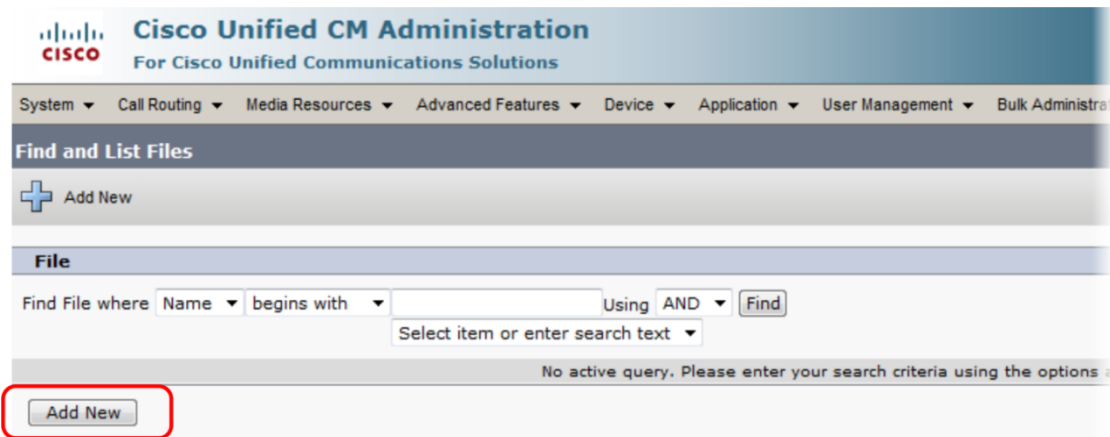 CISCO
Cisco Unified CM Administration
For Cisco Unified Communications Solutions
System Call Routing Media Resources Advanced Features Device Application User Management Bulk
Find and List Files
Add New
File
Find File where Name begins with Using AND Find
Select item or enter search text
No active query. Please enter your search criteria using the options
Add New